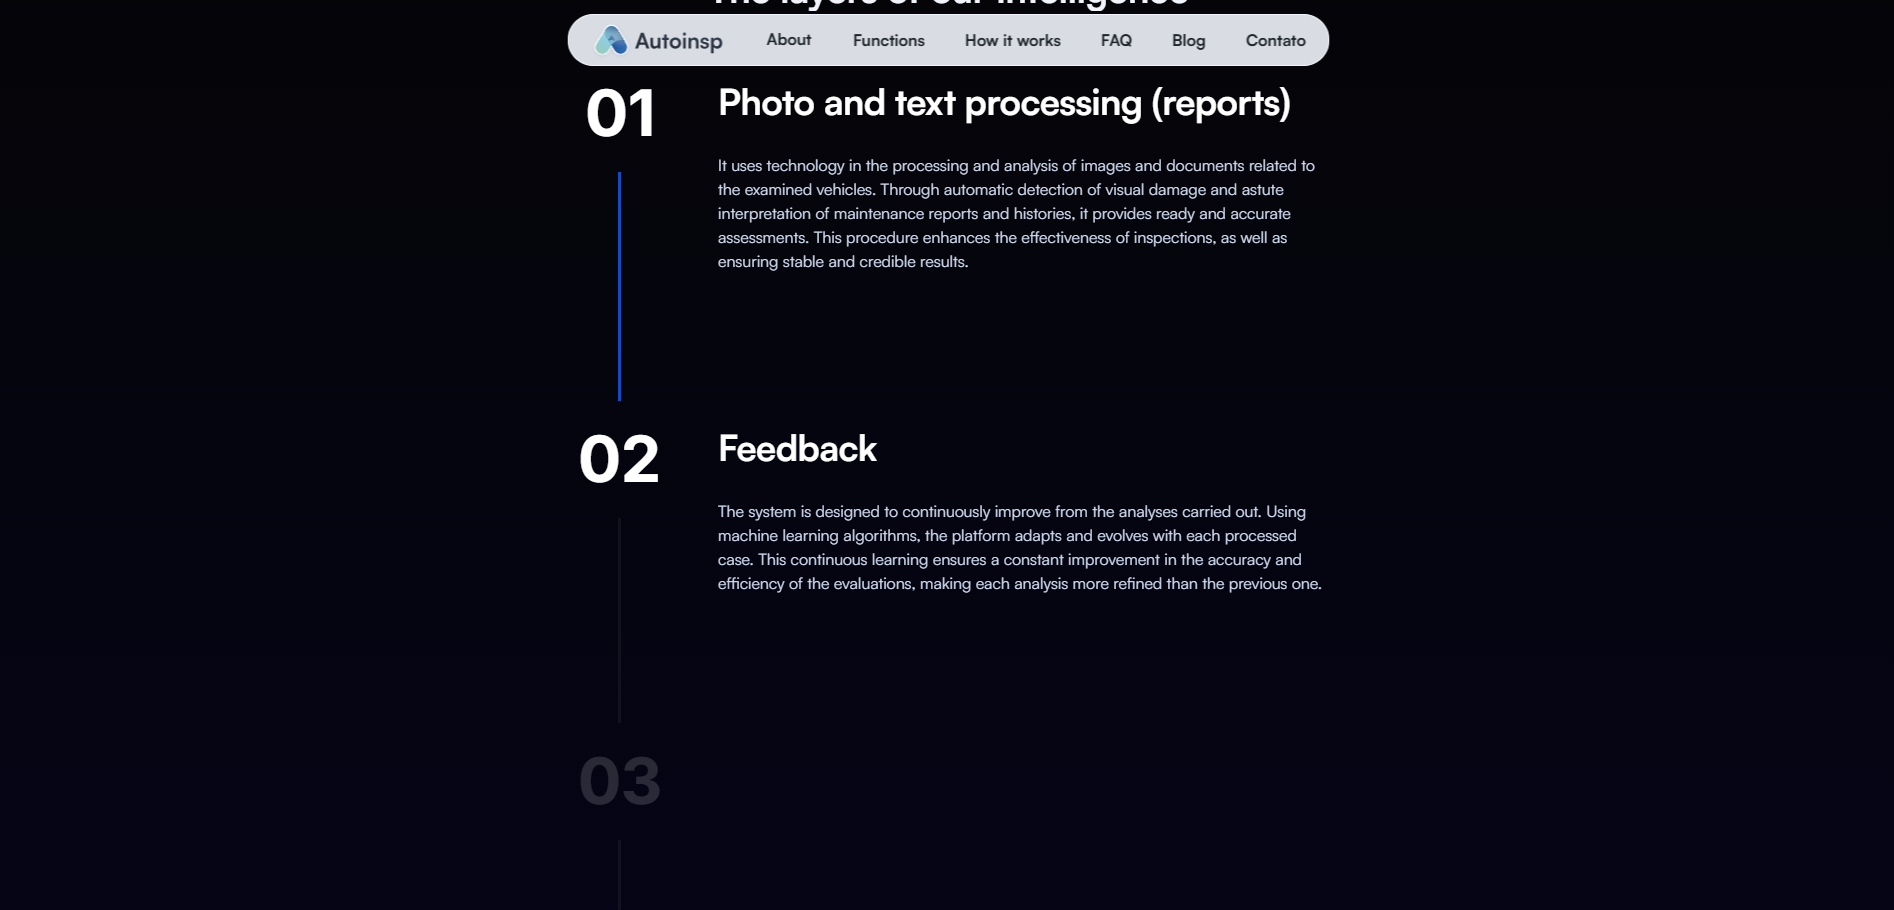 The layers of our intelligence
Autoinsp About Functions How it works FAQ Blog Contato
01
Photo and text processing (reports)
It uses technology in the processing and analysis of images and documents related to
the examined vehicles. Through automatic detection of visual damage and astute
interpretation of maintenance reports and histories, it provides ready and accurate
assessments. This procedure enhances the effectiveness of inspections, as well as
ensuring stable and credible results.
02
Feedback
The system is designed to continuously improve from the analyses carried out. Using
machine learning algorithms, the platform adapts and evolves with each processed
case. This continuous learning ensures a constant improvement in the accuracy and
efficiency of the evaluations, making each analysis more refined than the previous one.
03